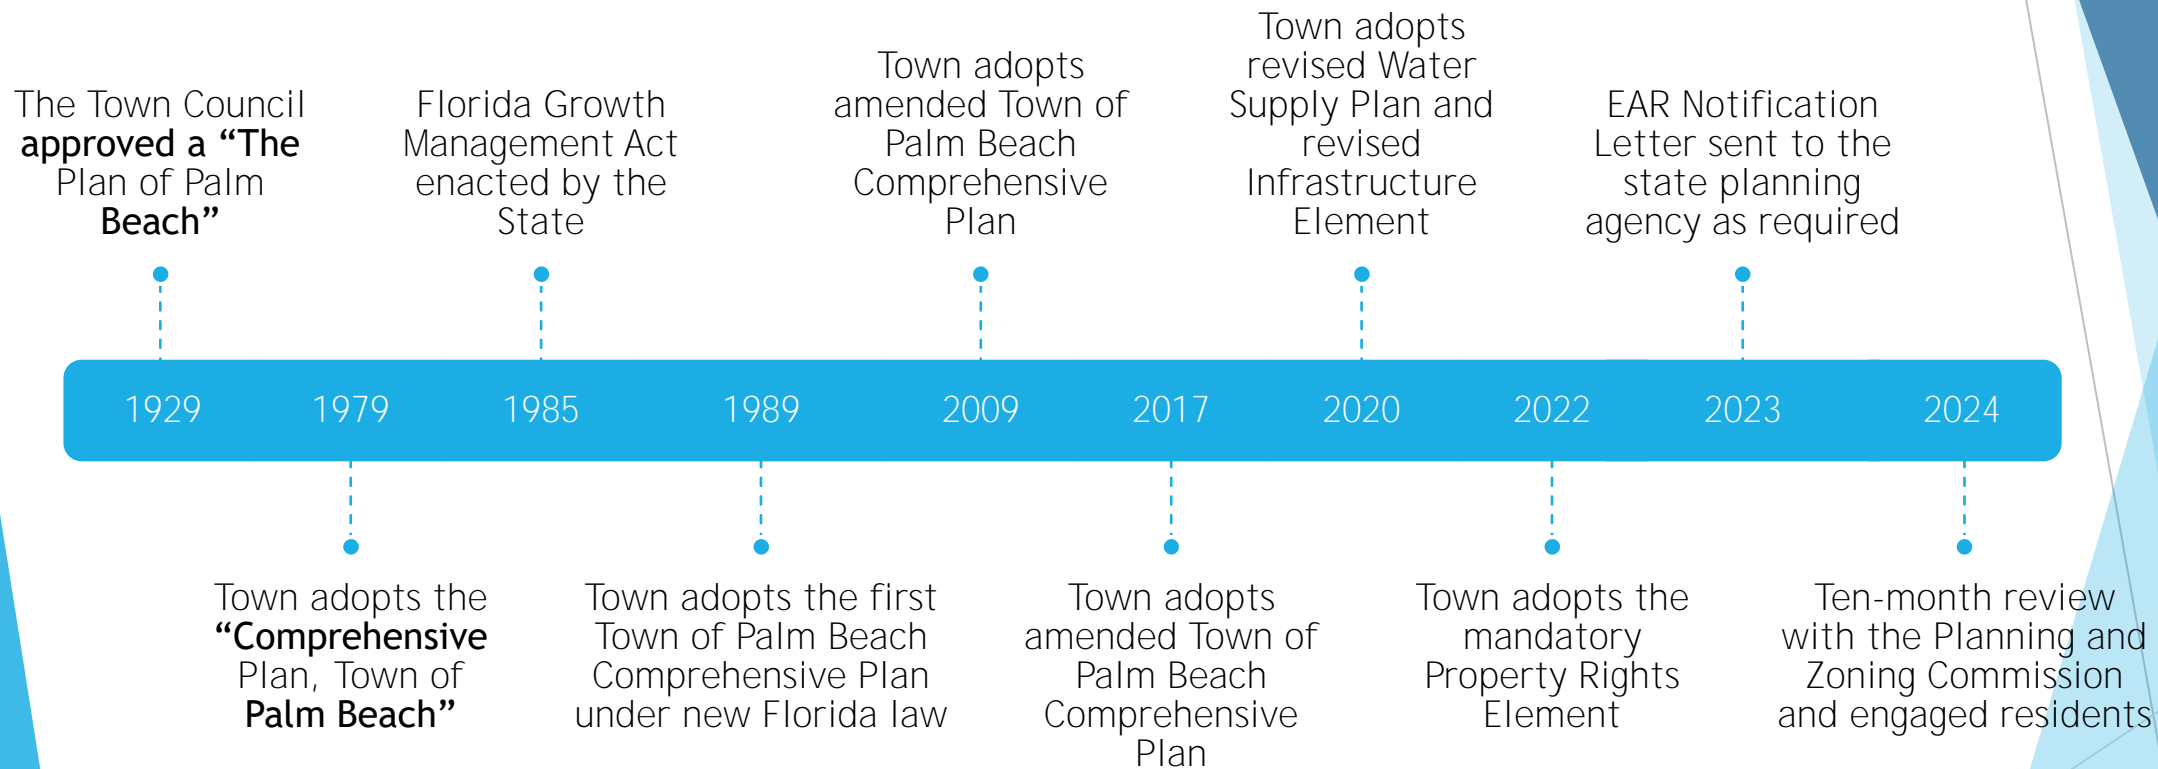 The Town Council
approved a “The
Plan of Palm
Beach”
Florida Growth
Management Act
enacted by the
State
Town adopts
amended Town of
Palm Beach
Comprehensive
Plan
Town adopts
revised Water
Supply Plan and
revised
Infrastructure
Element
EAR Notification
Letter sent to the
state planning
agency as required
1929
1979
1985
1989
2009
2017
2020
2022
2023
2024
Town adopts the
“Comprehensive
Plan, Town of
Palm Beach”
Town adopts the first
Town of Palm Beach
Comprehensive Plan
under new Florida law
Town adopts
amended Town of
Palm Beach
Comprehensive
Plan
Town adopts the
mandatory
Property Rights
Element
Ten-month review
with the Planning and
Zoning Commission
and engaged residents